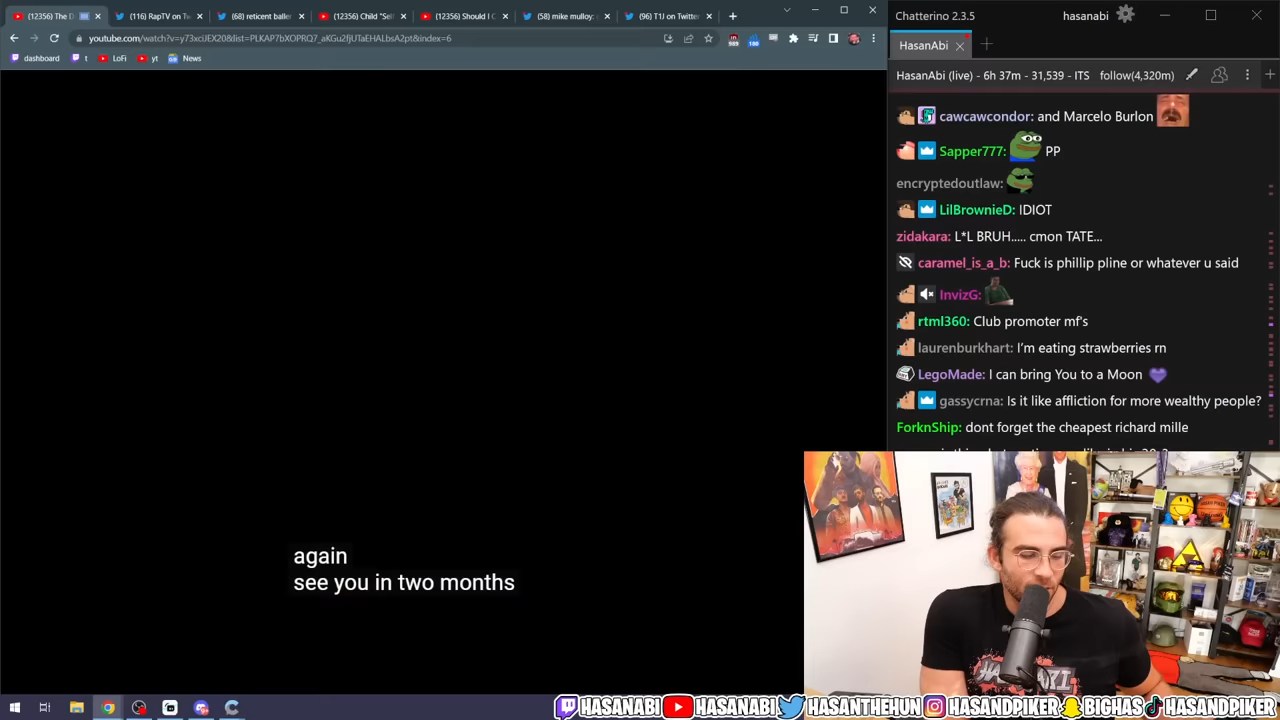 (12356) The D
(116) RapTV on Tw
(68) reticent baller
(12356) Child "Sel
(12356) Should I C
(58) mike mulloy:
(96) T1J on Twitter
youtube.com/watch?v=y73xciJEX20&list=PLKAP7bXOPRQ7_aKGu2fjUTaEHALbsA2pt&index=6
989
180
dashboard
t
LoFi
yt
News
Chatterino 2.3.5
hasanabi
HasanAbi
HasanAbi (live) - 6h 37m - 31,539 - ITS
follow(4,320m)
cawcawcondor: and Marcelo Burlon
Sapper777: PP
encryptedoutlaw:
LilBrownieD: IDIOT
zidakara: L*L BRUH..... cmon TATE...
caramel_is_a_b: Fuck is phillip pline or whatever u said
InvizG:
rtml360: Club promoter mf's
laurenburkhart: I'm eating strawberries rn
LegoMade: I can bring You to a Moon
gassycrna: Is it like affliction for more wealthy people?
ForknShip: dont forget the cheapest richard mille
again
see you in two months
HASANABI
HASANABI
HASANTHEHUN
HASANDPIKER
BIGHAS
HASANDPIKER